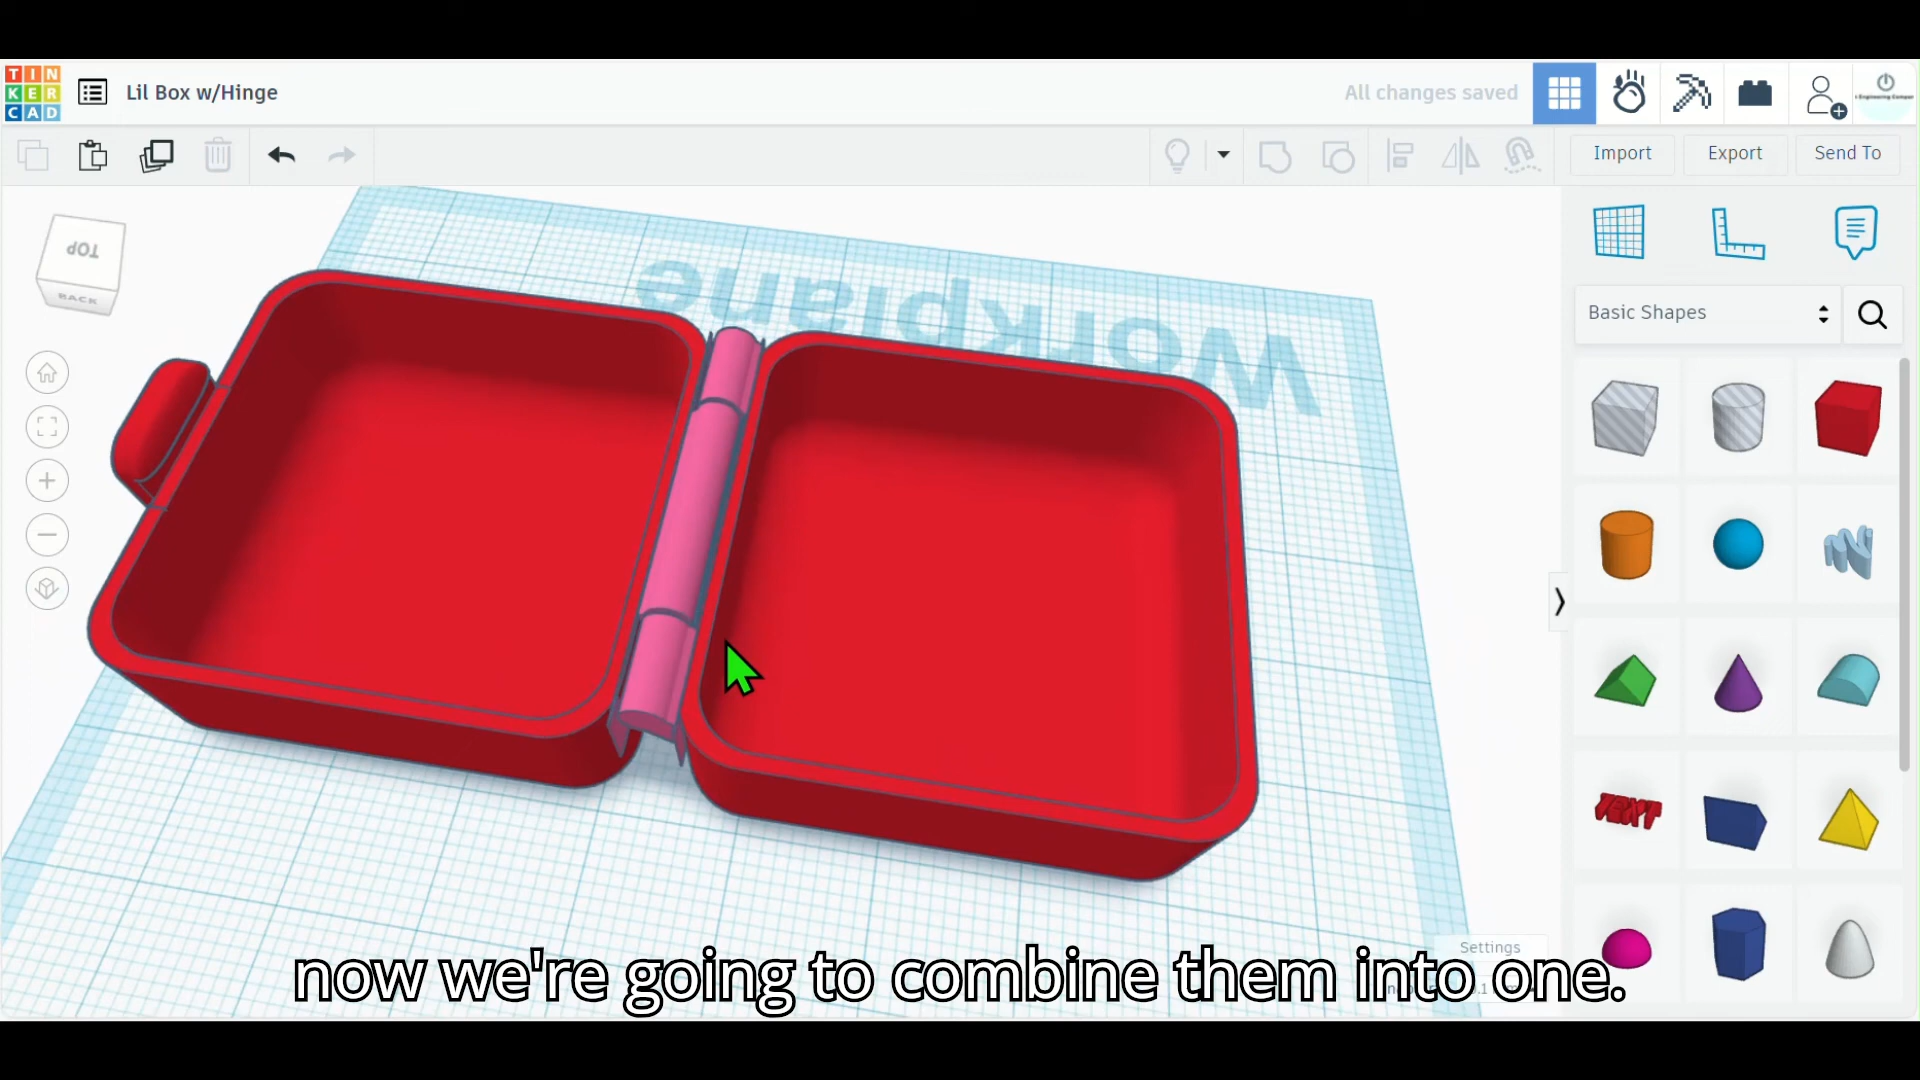 TIN
KER
CAD
Lil Box w/Hinge
All changes saved
Import
Export
Send To
TOP
BACK
Workplane
Basic Shapes
TEXT
Settings
now we're going to combine them into one.